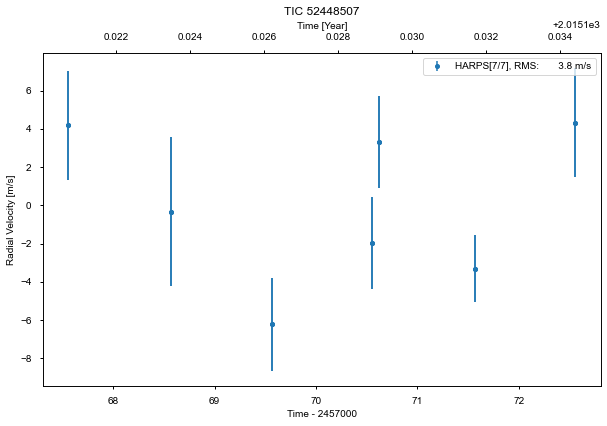 TIC 52448507
Time [Year]
+2.0151e3
0.022 0.024 0.026 0.028 0.030 0.032 0.034
HARPS[7/7], RMS: 3.8 m/s
6
4
2
0
−2
−4
−6
−8
Radial Velocity [m/s]
68 69 70 71 72
Time - 2457000